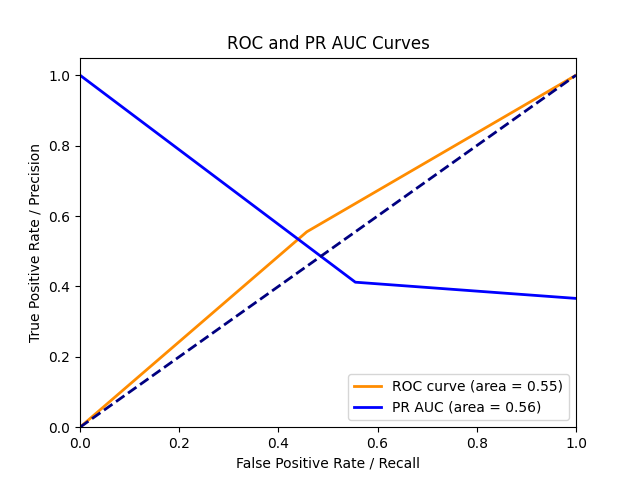 ROC and PR AUC Curves
True Positive Rate / Precision
1.0
0.8
0.6
0.4
0.2
0.0
0.0 0.2 0.4 0.6 0.8 1.0
False Positive Rate / Recall
ROC curve (area = 0.55)
PR AUC (area = 0.56)